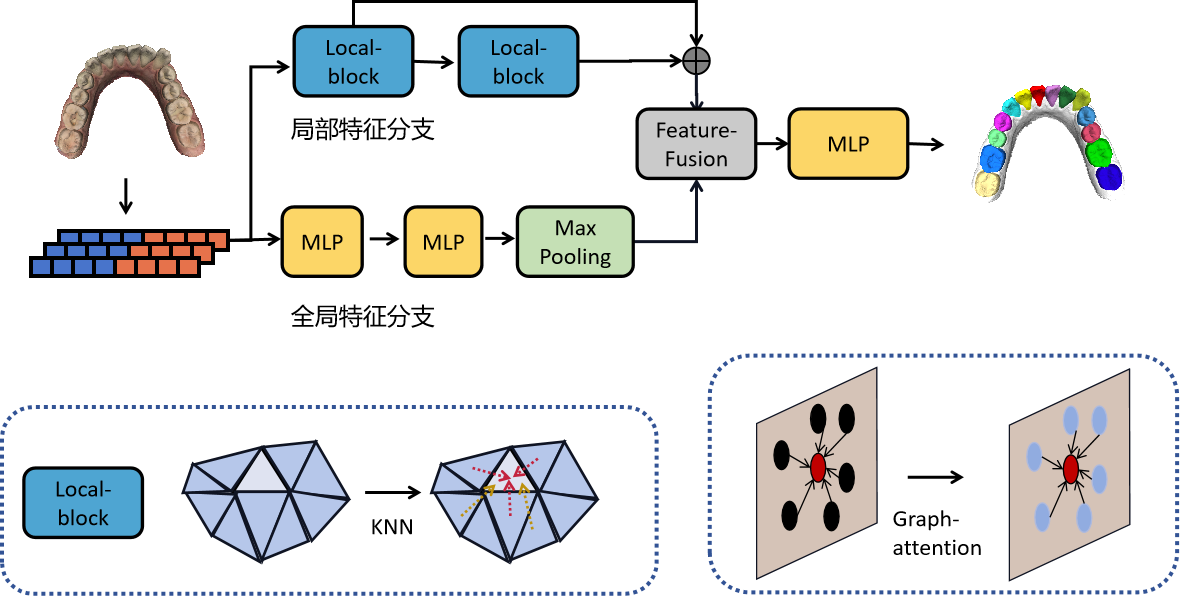 Local-
block
Local-
block
局部特征分支
Feature-
Fusion
MLP
MLP
MLP
Max
Pooling
全局特征分支
Local-
block
KNN
Graph-
attention